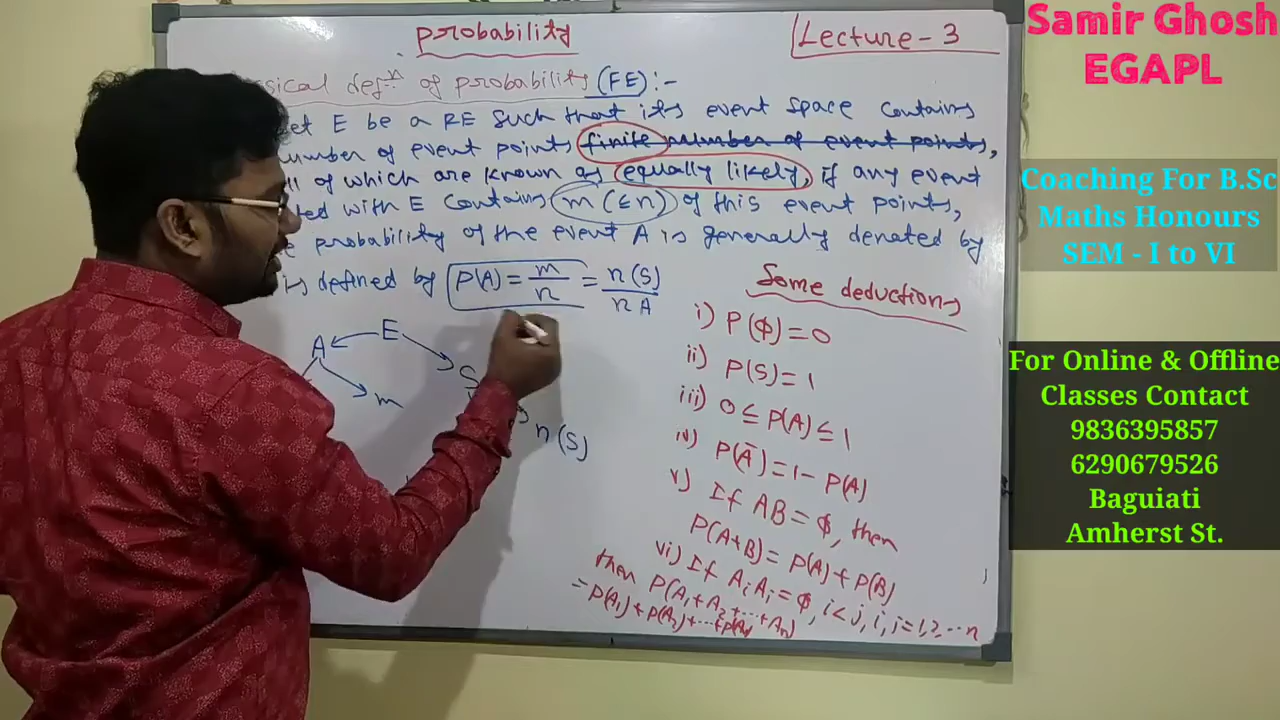 probability
Lecture - 3
sical defⁿ of probability (FE) :-
et E be a RE such that its event space contains
number of event points finite number of event points,
ll of which are known as equally likely, if any event
ted with E contains m (≤n) of this event points,
e probability of the event A is generally denoted by
is defined by P(A) = m/n = n(S)/n A
A ← E → S
m
n (S)
Some deductions
i) P(φ) = 0
ii) P(S) = 1
iii) 0 ≤ P(A) ≤ 1
iv) P(Ā) = 1 - P(A)
v) If AB = φ, then
P(A+B) = P(A) + P(B)
vi) If AᵢAⱼ = φ, i < j, i, j = 1, 2, ... n
then P(A₁ + A₂ + ... + Aₙ)
= P(A₁) + P(A₂) + ... + P(Aₙ)
Samir Ghosh
EGAPL
Coaching For B.Sc
Maths Honours
SEM - I to VI
For Online & Offline
Classes Contact
9836395857
6290679526
Baguiati
Amherst St.